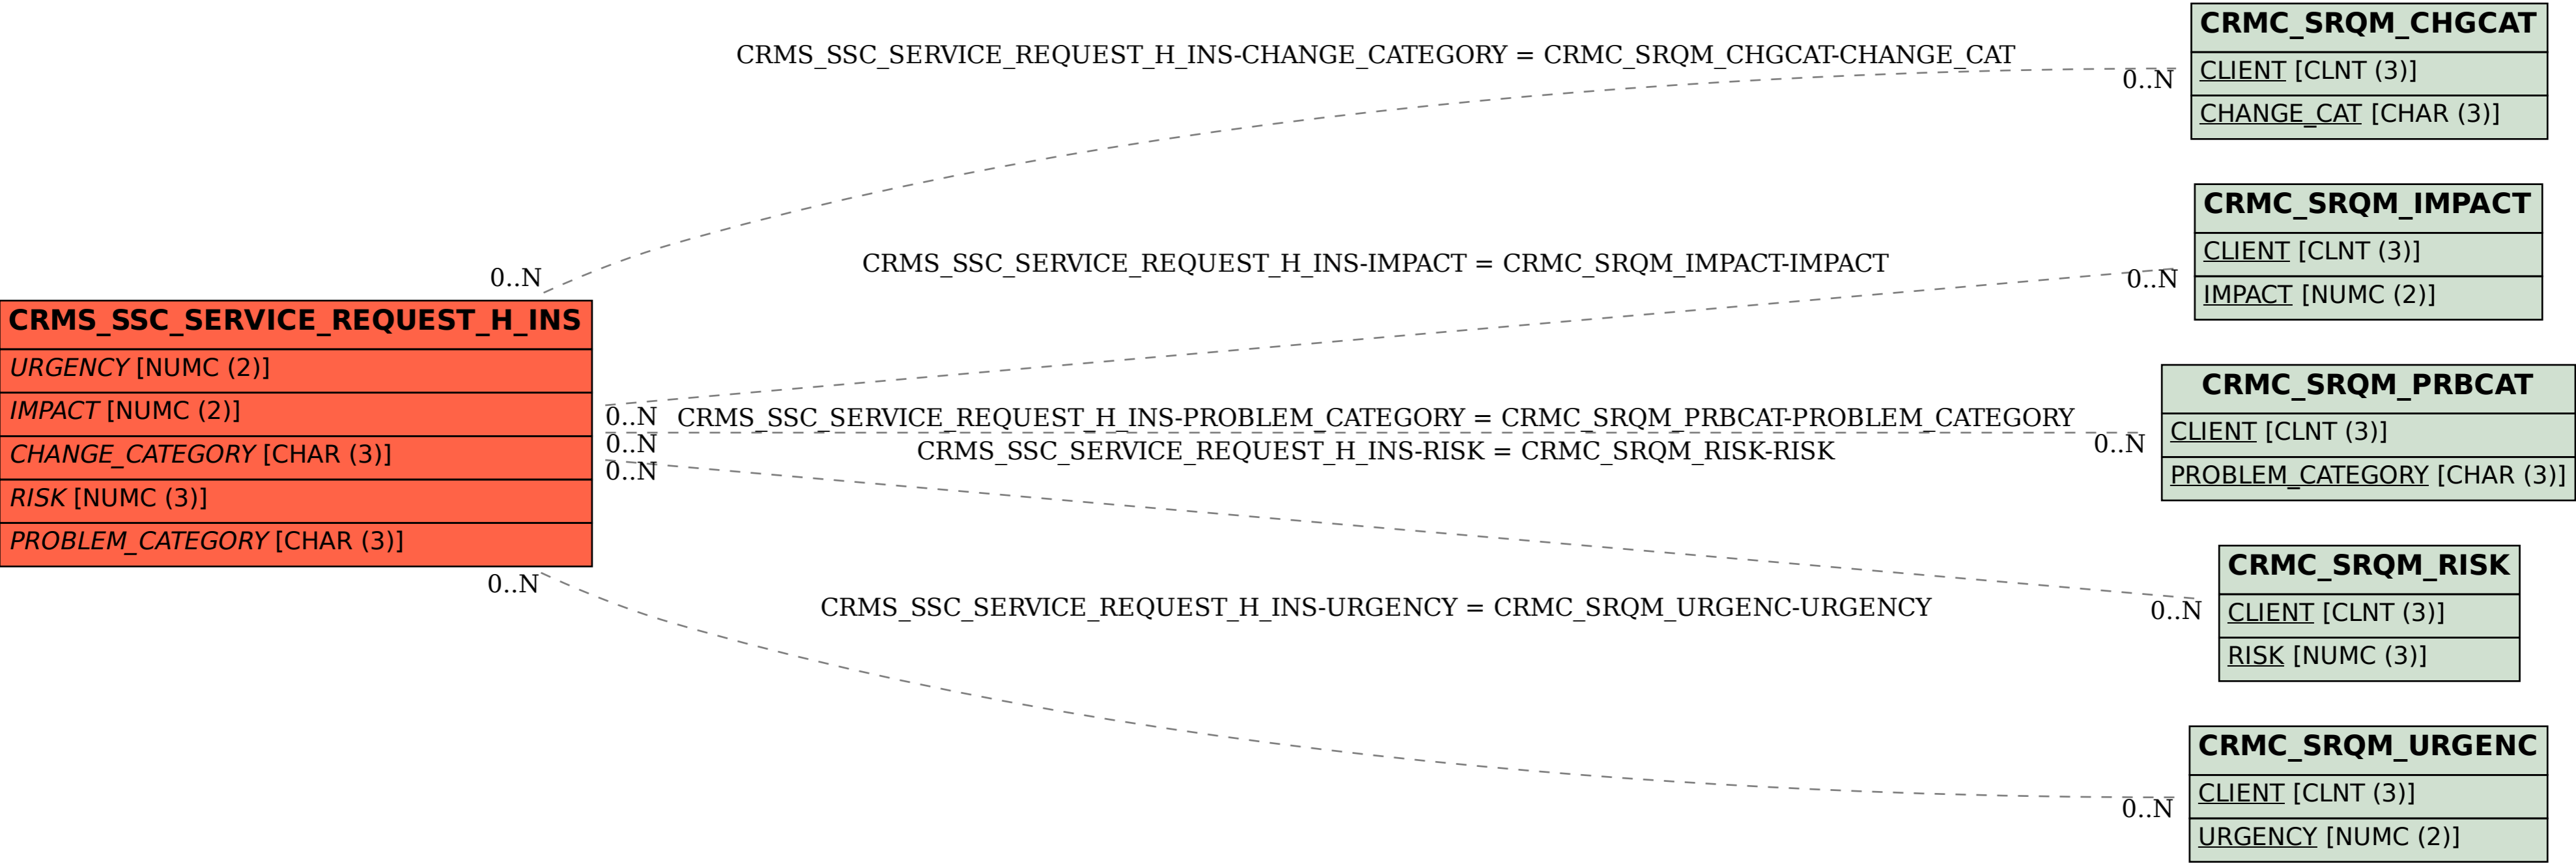 CRMS_SSC_SERVICE_REQUEST_H_INS
URGENCY [NUMC (2)]
IMPACT [NUMC (2)]
CHANGE_CATEGORY [CHAR (3)]
RISK [NUMC (3)]
PROBLEM_CATEGORY [CHAR (3)]
0..N
CRMS_SSC_SERVICE_REQUEST_H_INS-CHANGE_CATEGORY = CRMC_SRQM_CHGCAT-CHANGE_CAT
0..N
CRMS_SSC_SERVICE_REQUEST_H_INS-IMPACT = CRMC_SRQM_IMPACT-IMPACT
0..N
0..N
CRMS_SSC_SERVICE_REQUEST_H_INS-PROBLEM_CATEGORY = CRMC_SRQM_PRBCAT-PROBLEM_CATEGORY
0..N
0..N
CRMS_SSC_SERVICE_REQUEST_H_INS-RISK = CRMC_SRQM_RISK-RISK
0..N
0..N
0..N
CRMS_SSC_SERVICE_REQUEST_H_INS-URGENCY = CRMC_SRQM_URGENC-URGENCY
0..N
CRMC_SRQM_CHGCAT
CLIENT [CLNT (3)]
CHANGE_CAT [CHAR (3)]
CRMC_SRQM_IMPACT
CLIENT [CLNT (3)]
IMPACT [NUMC (2)]
CRMC_SRQM_PRBCAT
CLIENT [CLNT (3)]
PROBLEM_CATEGORY [CHAR (3)]
CRMC_SRQM_RISK
CLIENT [CLNT (3)]
RISK [NUMC (3)]
CRMC_SRQM_URGENC
CLIENT [CLNT (3)]
URGENCY [NUMC (2)]